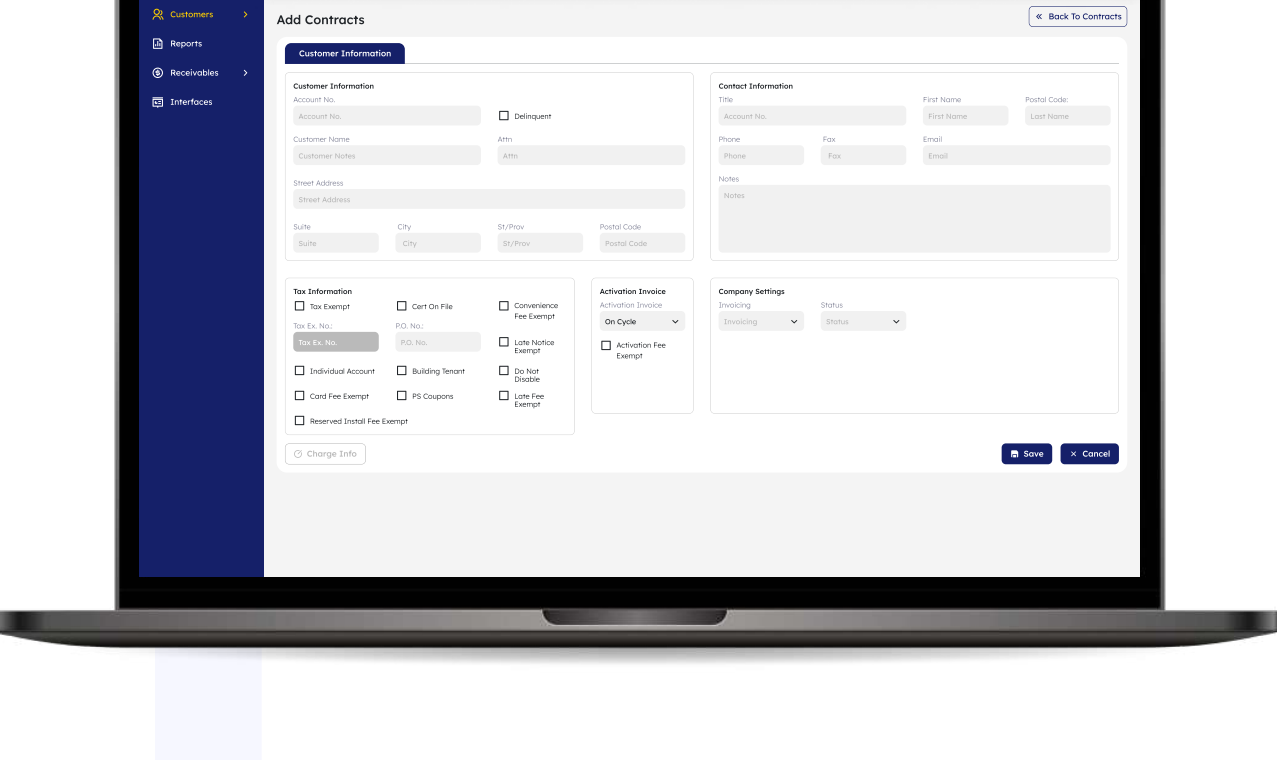 Customers
Reports
Receivables
Interfaces
Add Contracts
Back To Contracts
Customer Information
Customer Information
Account No.
Account No.
Delinquent
Customer Name
Attn
Customer Notes
Attn
Street Address
Street Address
Suite
City
St/Prov
Postal Code
Suite
City
St/Prov
Postal Code
Contact Information
Title
First Name
Postal Code:
Account No.
First Name
Last Name
Phone
Fax
Email
Phone
Fax
Email
Notes
Notes
Tax Information
Tax Exempt
Cert On File
Convenience
Fee Exempt
Tax Ex. No.:
P.O. No.:
Tax Ex. No.
P.O. No.
Late Notice
Exempt
Individual Account
Building Tenant
Do Not
Disable
Card Fee Exempt
PS Coupons
Late Fee
Exempt
Reserved Install Fee Exempt
Activation Invoice
Activation Invoice
On Cycle
Activation Fee
Exempt
Company Settings
Invoicing
Status
Invoicing
Status
Charge Info
Save
Cancel